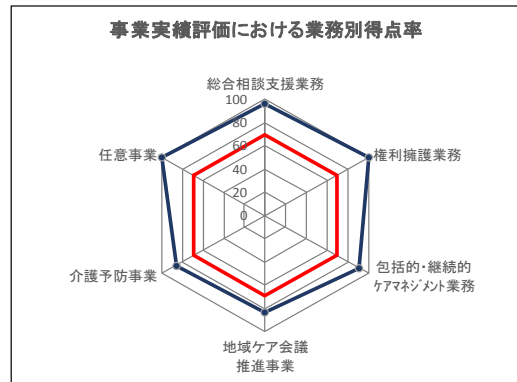 事業実績評価における業務別得点率
総合相談支援業務
100
80
60
40
20
0
権利擁護業務
包括的・継続的
ケアマネジメント業務
地域ケア会議
推進事業
介護予防事業
任意事業